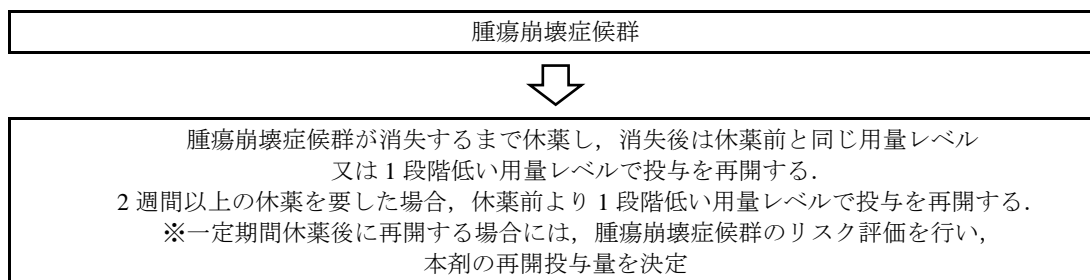 腫瘍崩壊症候群
腫瘍崩壊症候群が消失するまで休薬し，消失後は休薬前と同じ用量レベル
又は 1 段階低い用量レベルで投与を再開する．
2 週間以上の休薬を要した場合，休薬前より 1 段階低い用量レベルで投与を再開する．
※一定期間休薬後に再開する場合には，腫瘍崩壊症候群のリスク評価を行い，
本剤の再開投与量を決定